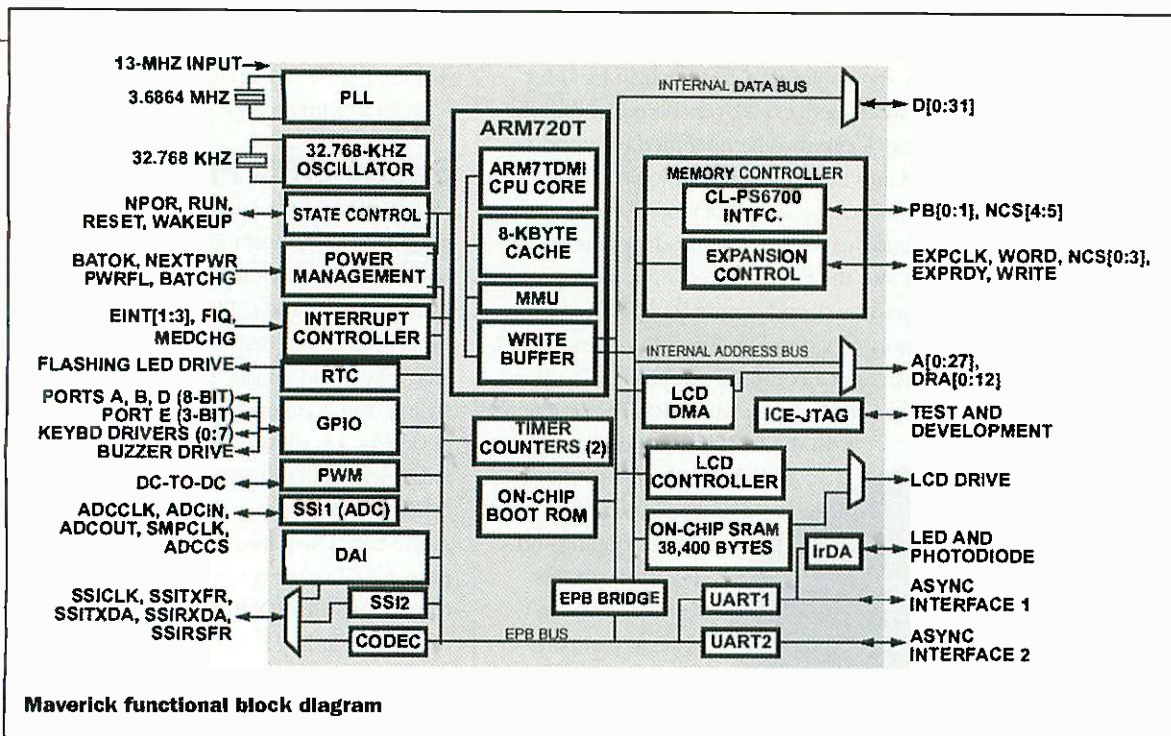 13-MHZ INPUT
3.6864 MHZ
32.768 KHZ
NPOR, RUN,
RESET, WAKEUP
BATOK, NEXTPWR
PWRFL, BATCHG
EINT[1:3], FIQ,
MEDCHG
FLASHING LED DRIVE
PORTS A, B, D (8-BIT)
PORT E (3-BIT)
KEYBD DRIVERS (0:7)
BUZZER DRIVE
DC-TO-DC
ADCCLK, ADCIN,
ADCOUT, SMPCLK,
ADCCS
SSICLK, SSITXFR,
SSITXDA, SSIRXDA,
SSIRSFR
PLL
32.768-KHZ
OSCILLATOR
STATE CONTROL
POWER
MANAGEMENT
INTERRUPT
CONTROLLER
RTC
GPIO
PWM
SSI1 (ADC)
DAI
SSI2
CODEC
ARM720T
ARM7TDMI
CPU CORE
8-KBYTE
CACHE
MMU
WRITE
BUFFER
TIMER
COUNTERS (2)
ON-CHIP
BOOT ROM
EPB BRIDGE
EPB BUS
INTERNAL DATA BUS
MEMORY CONTROLLER
CL-PS6700
INTFC.
EXPANSION
CONTROL
INTERNAL ADDRESS BUS
LCD
DMA
ICE-JTAG
LCD
CONTROLLER
ON-CHIP SRAM
38,400 BYTES
IrDA
UART1
UART2
D[0:31]
PB[0:1], NCS[4:5]
EXPCLK, WORD, NCS[0:3],
EXPRDY, WRITE
A[0:27],
DRA[0:12]
TEST AND
DEVELOPMENT
LCD DRIVE
LED AND
PHOTODIODE
ASYNC
INTERFACE 1
ASYNC
INTERFACE 2
Maverick functional block diagram